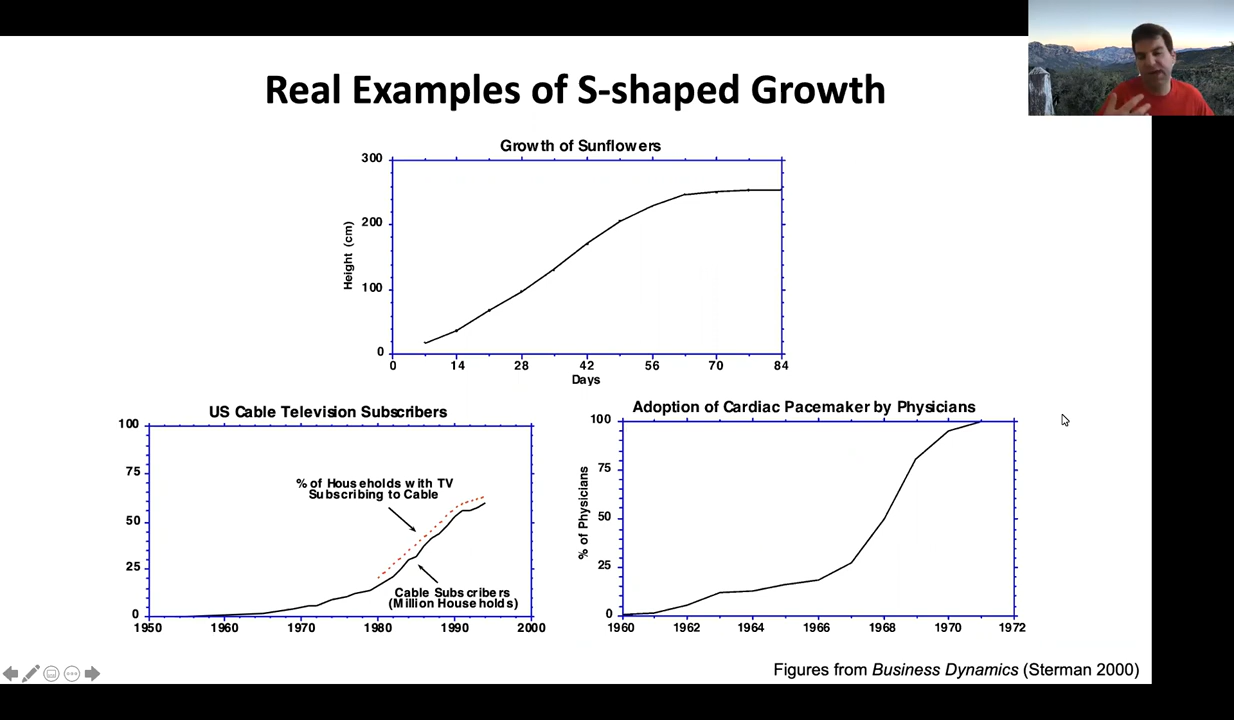 Real Examples of S-shaped Growth
Growth of Sunflowers
300
200
100
0
Height (cm)
0 14 28 42 56 70 84
Days
US Cable Television Subscribers
100
75
50
25
0
% of Households with TV
Subscribing to Cable
Cable Subscribers
(Million Households)
1950 1960 1970 1980 1990 2000
Adoption of Cardiac Pacemaker by Physicians
100
75
50
25
0
% of Physicians
1960 1962 1964 1966 1968 1970 1972
Figures from Business Dynamics (Sterman 2000)